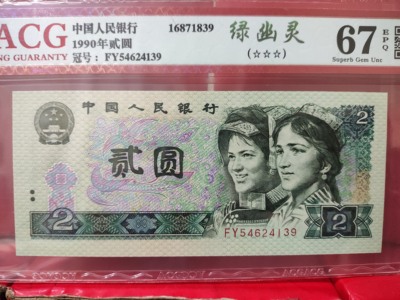 ACG
NG GUARANTY
中国人民银行
1990年贰圆
冠号：FY54624139
16871839
绿幽灵
(☆☆☆)
67
EPQ
Superb Gem Unc
中国人民银行
2
贰圆
2
2
FY54624139